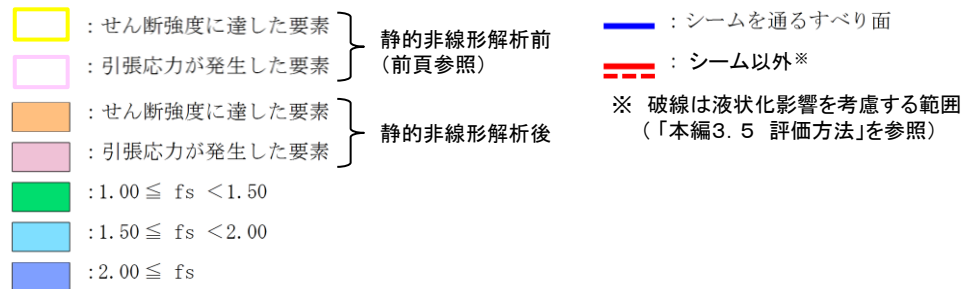 ：せん断強度に達した要素
：引張応力が発生した要素
静的非線形解析前
（前頁参照）
：せん断強度に達した要素
：引張応力が発生した要素
静的非線形解析後
:1.00≦ fs ＜1.50
:1.50≦ fs ＜2.00
:2.00≦ fs
：シームを通るすべり面
：シーム以外※
※ 破線は液状化影響を考慮する範囲
（「本編3．5 評価方法」を参照）